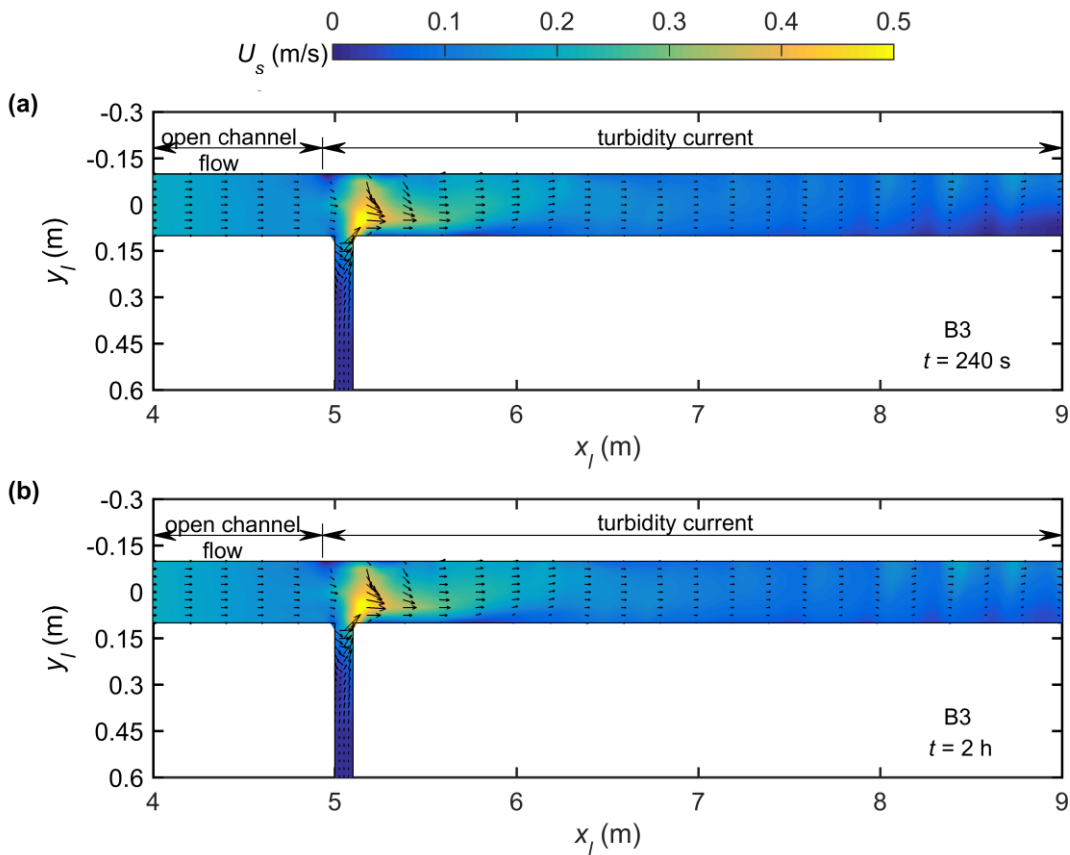 0 0.1 0.2 0.3 0.4 0.5
U_s (m/s)
(a)
-0.3
open channel
turbidity current
-0.15
flow
0
0.15
0.3
0.45
0.6
y_l (m)
B3
t = 240 s
4 5 6 7 8 9
x_l (m)
(b)
-0.3
open channel
turbidity current
-0.15
flow
0
0.15
0.3
0.45
0.6
y_l (m)
B3
t = 2 h
4 5 6 7 8 9
x_l (m)